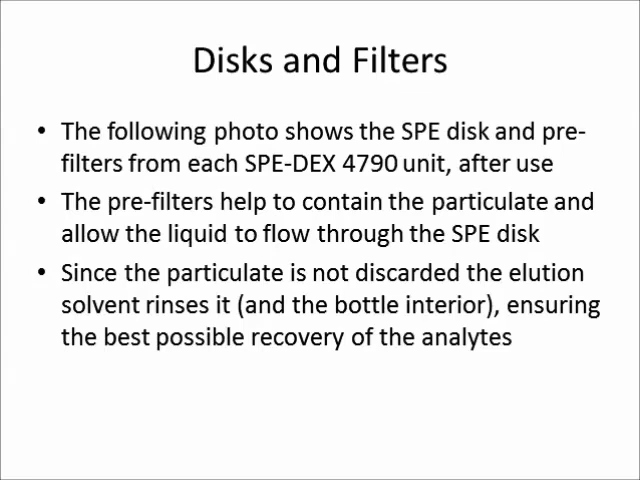 Disks and Filters
• The following photo shows the SPE disk and pre-
filters from each SPE-DEX 4790 unit, after use
• The pre-filters help to contain the particulate and
allow the liquid to flow through the SPE disk
• Since the particulate is not discarded the elution
solvent rinses it (and the bottle interior), ensuring
the best possible recovery of the analytes